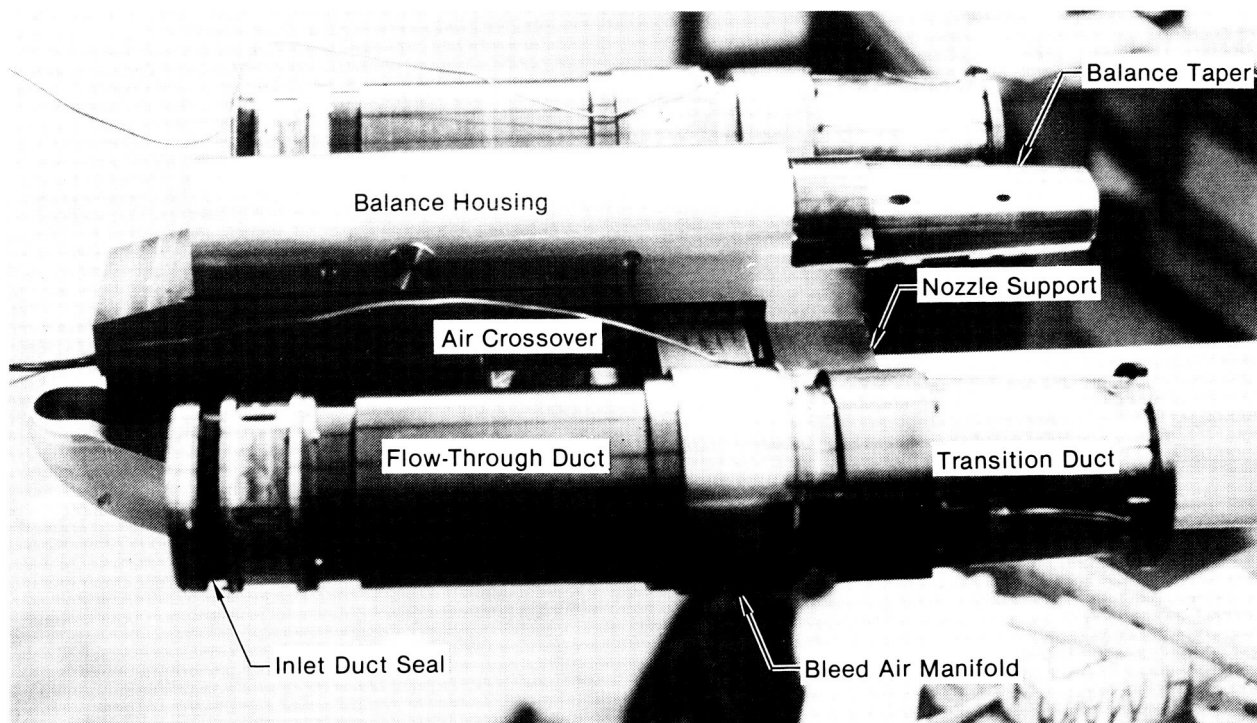 Balance Taper
Balance Housing
Nozzle Support
Air Crossover
Flow-Through Duct
Transition Duct
Inlet Duct Seal
Bleed Air Manifold